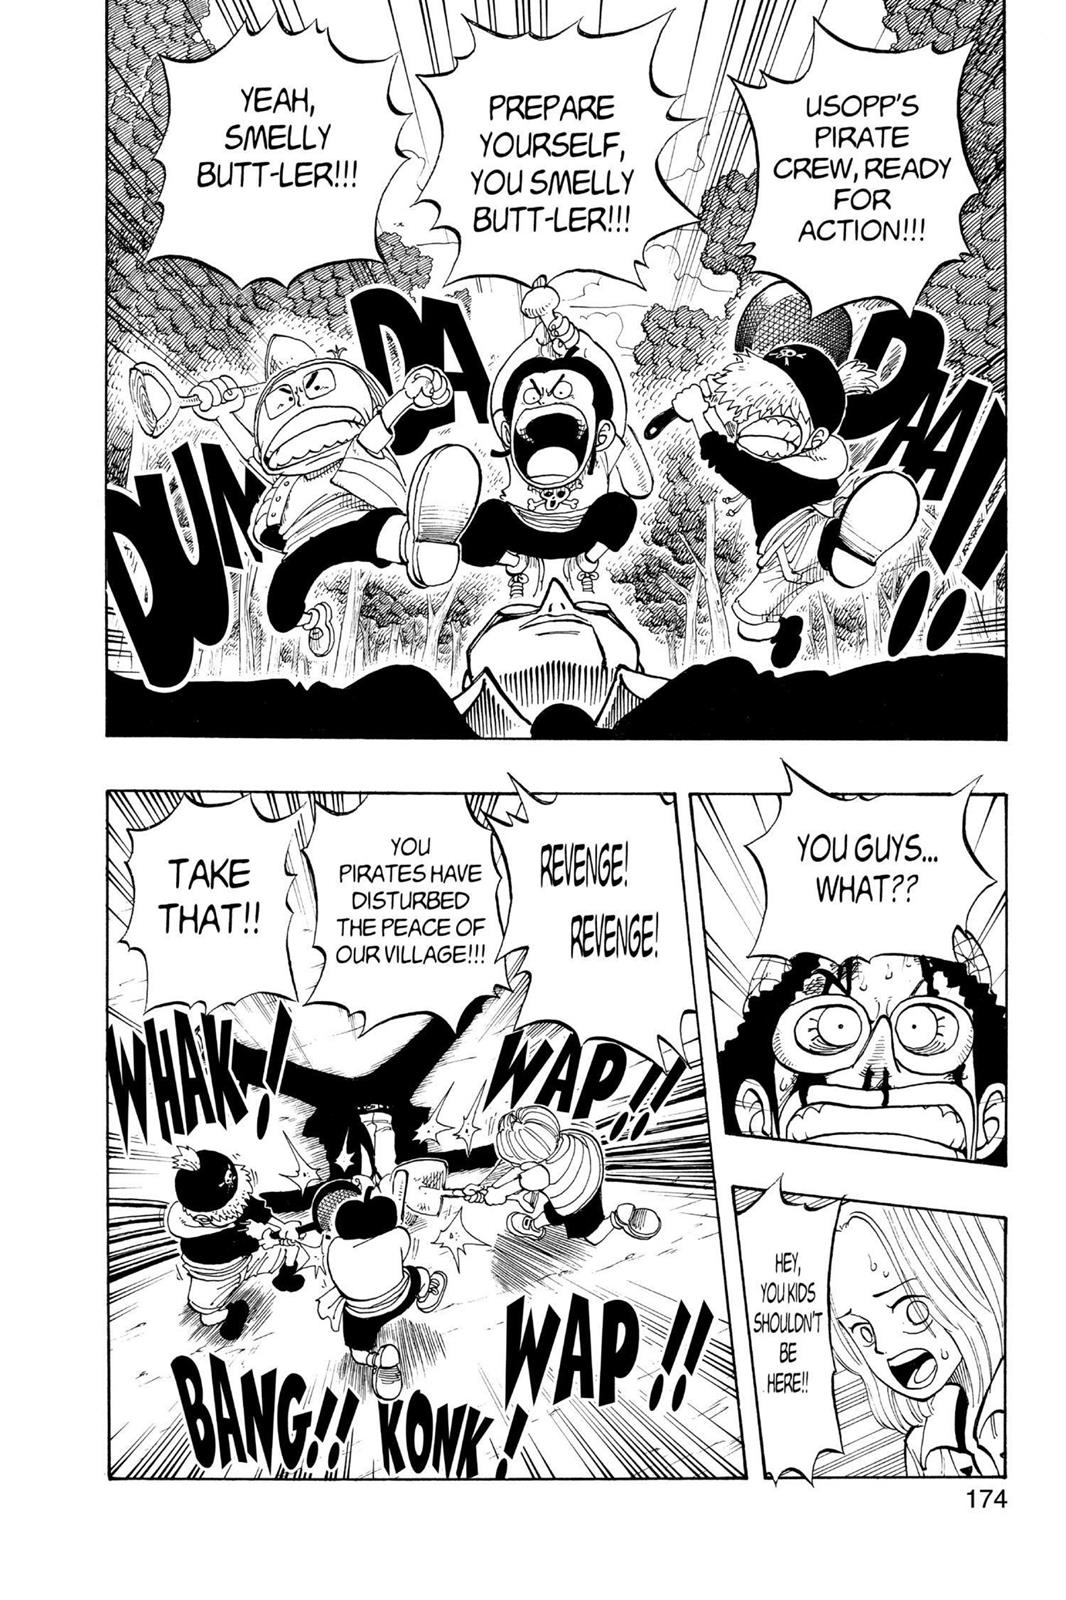 USOPP'S
PIRATE
CREW, READY
FOR
ACTION!!!
PREPARE
YOURSELF,
YOU SMELLY
BUTT-LER!!!
YEAH,
SMELLY
BUTT-LER!!!
DUM
DA
DAA!!
YOU GUYS...
WHAT??
HEY,
YOU KIDS
SHOULDN'T
BE
HERE!!
REVENGE!
REVENGE!
YOU
PIRATES HAVE
DISTURBED
THE PEACE OF
OUR VILLAGE!!!
TAKE
THAT!!
WHAK!
WAP!!
WAP!!
BANG!!
KONK!
174